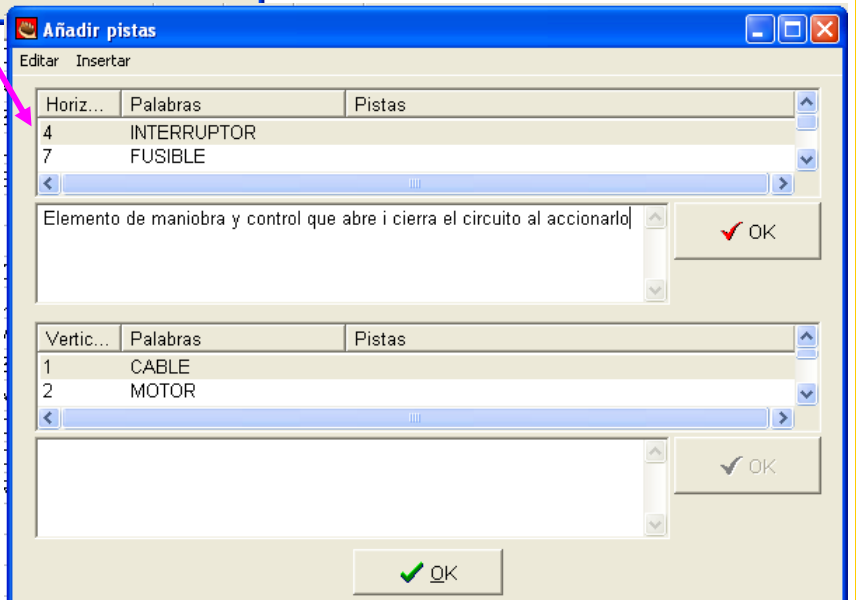 Añadir pistas
Editar Insertar
Horiz... Palabras Pistas
4 INTERRUPTOR
7 FUSIBLE
Elemento de maniobra y control que abre i cierra el circuito al accionarlo
OK
Vertic... Palabras Pistas
1 CABLE
2 MOTOR
OK
OK